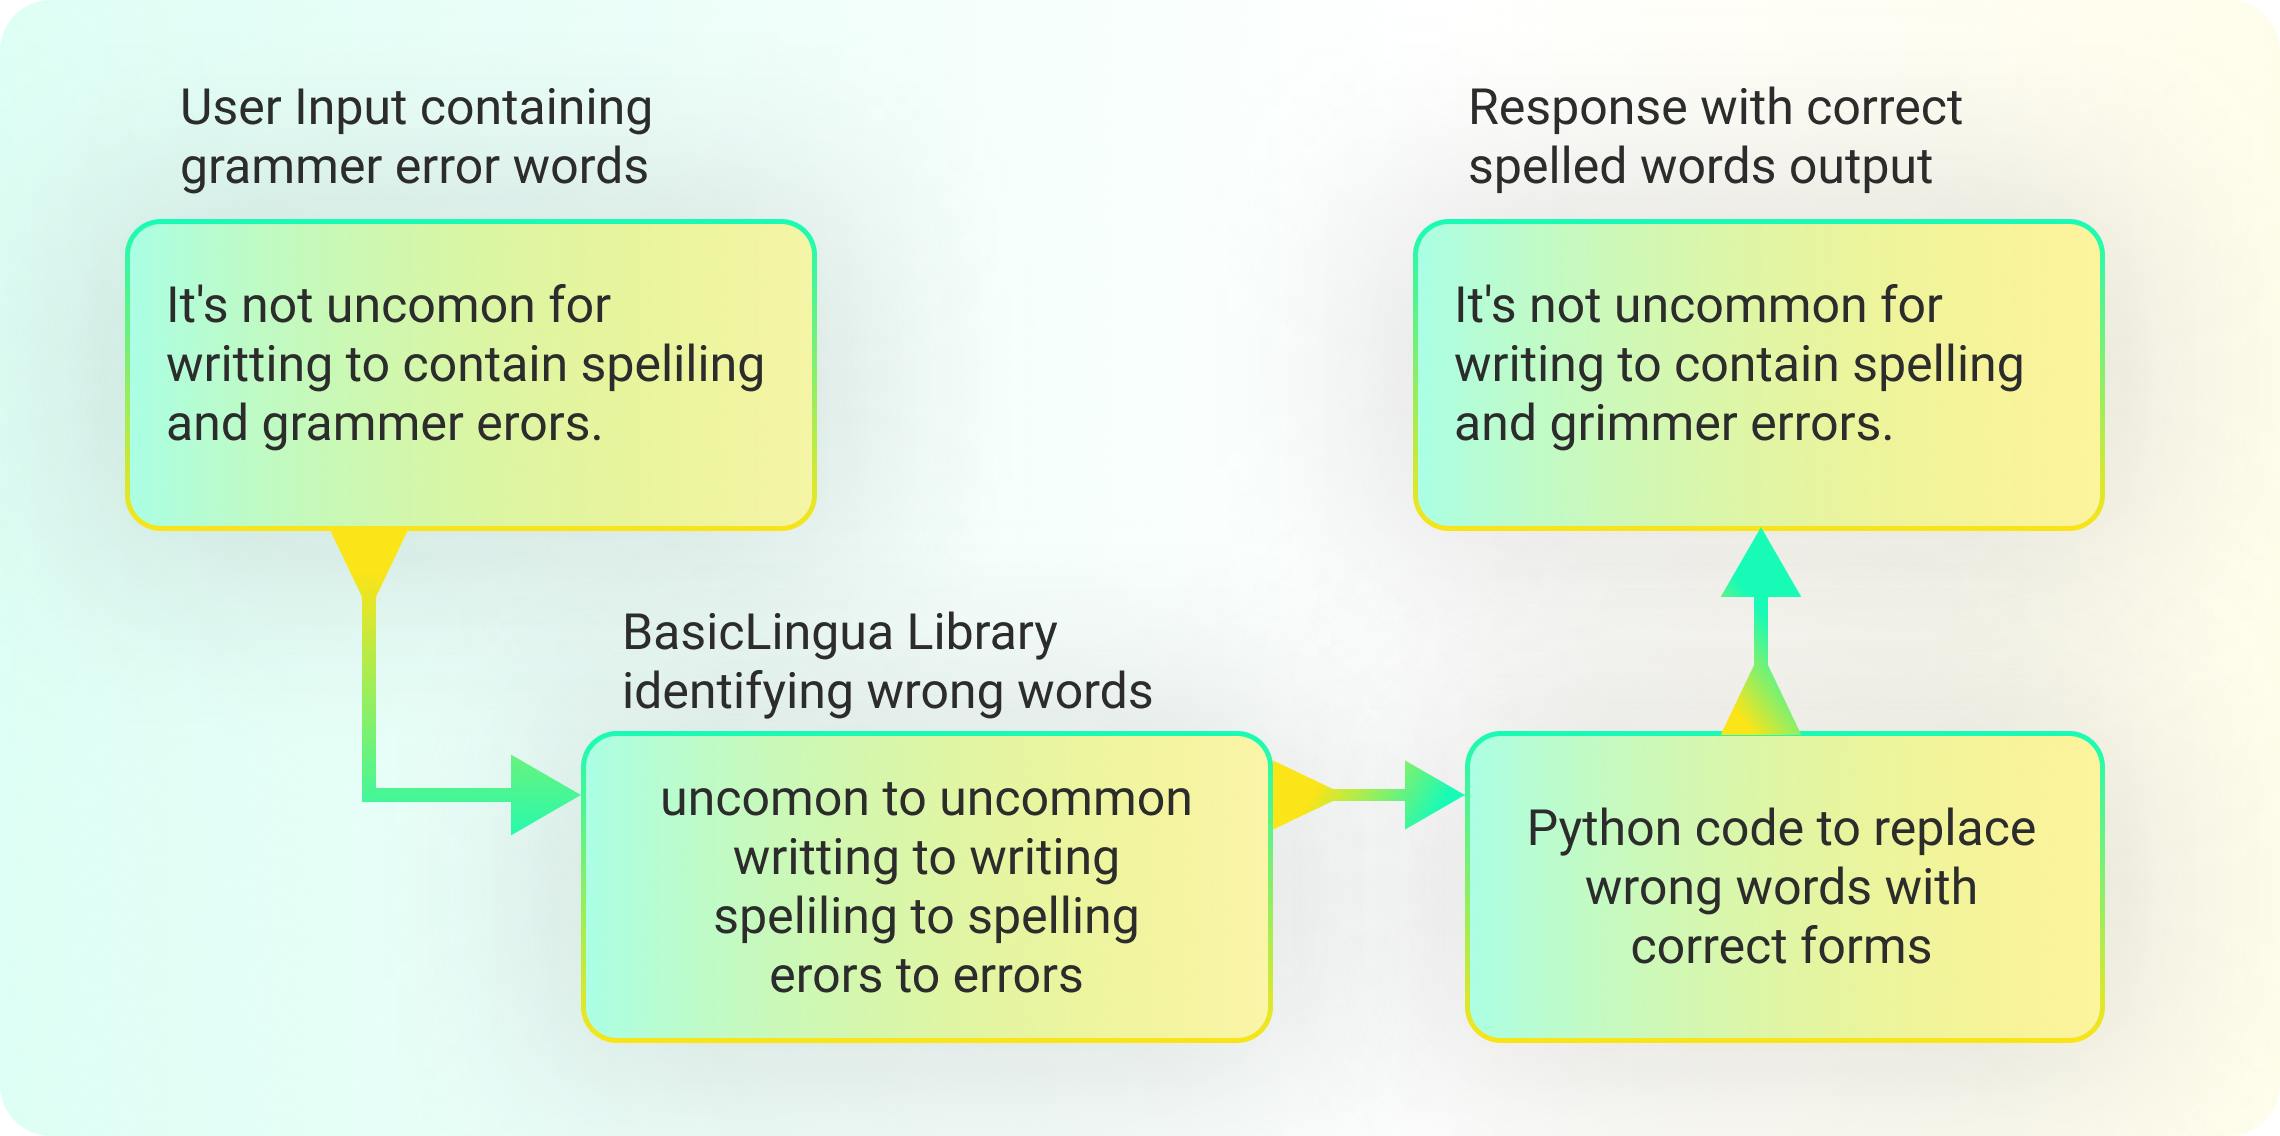 User Input containing
grammer error words
It's not uncomon for
writting to contain speliling
and grammer erors.
BasicLingua Library
identifying wrong words
uncomon to uncommon
writting to writing
speliling to spelling
erors to errors
Python code to replace
wrong words with
correct forms
Response with correct
spelled words output
It's not uncommon for
writing to contain spelling
and grimmer errors.